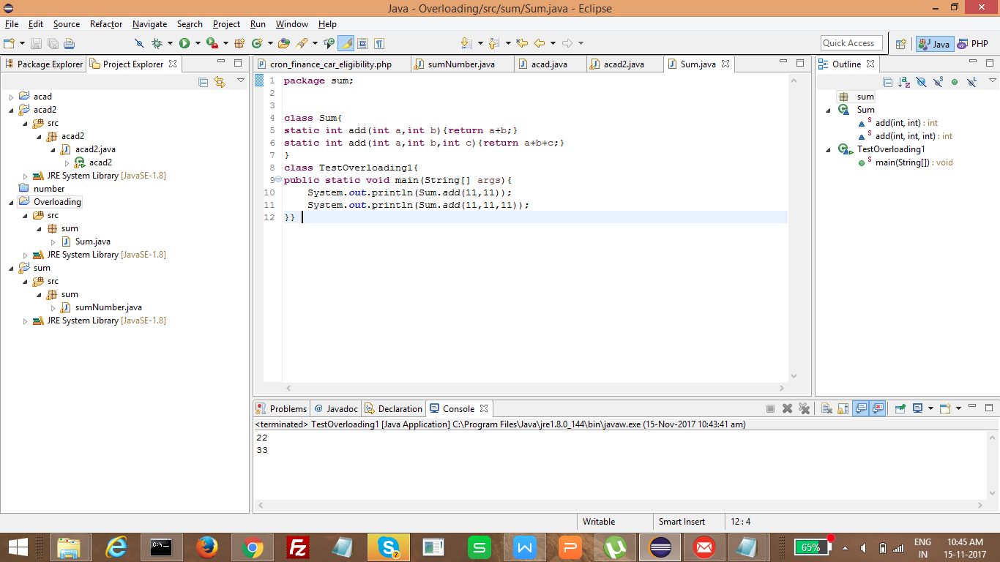 Java - Overloading/src/sum/Sum.java - Eclipse
File Edit Source Refactor Navigate Search Project Run Window Help
Quick Access
Java
PHP
Package Explorer
Project Explorer
acad
acad2
src
acad2
acad2.java
acad2
JRE System Library [JavaSE-1.8]
number
Overloading
src
sum
Sum.java
JRE System Library [JavaSE-1.8]
sum
src
sum
sumNumber.java
JRE System Library [JavaSE-1.8]
cron_finance_car_eligibility.php
sumNumber.java
acad.java
acad2.java
Sum.java
1 package sum;
2
3
4 class Sum{
5 static int add(int a,int b){return a+b;}
6 static int add(int a,int b,int c){return a+b+c;}
7 }
8 class TestOverloading1{
9 public static void main(String[] args){
10 System.out.println(Sum.add(11,11));
11 System.out.println(Sum.add(11,11,11));
12 }}
Outline
sum
Sum
add(int, int) : int
add(int, int, int) : int
TestOverloading1
main(String[]) : void
Problems
@ Javadoc
Declaration
Console
<terminated> TestOverloading1 [Java Application] C:\Program Files\Java\jre1.8.0_144\bin\javaw.exe (15-Nov-2017 10:43:41 am)
22
33
Writable
Smart Insert
12 : 4
C:\_
Fz
S
7
S
W
P
µ
65%
ENG
IN
10:45 AM
15-11-2017